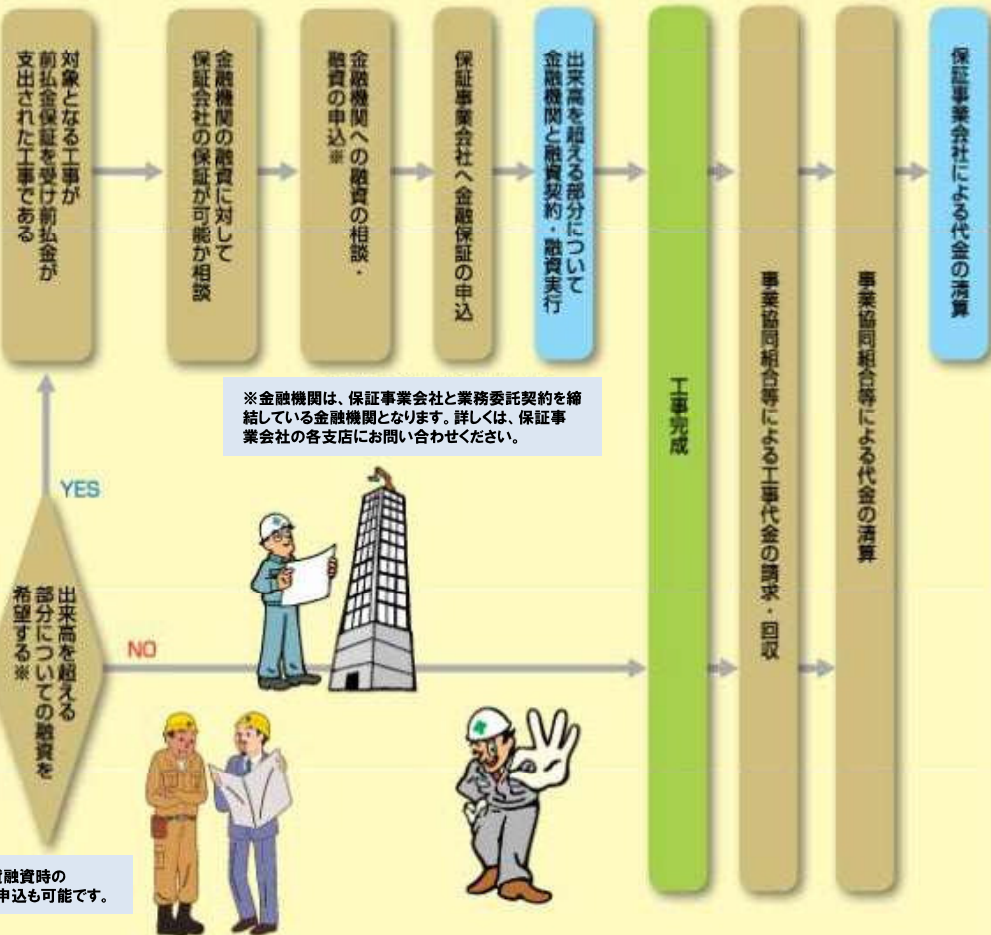 対象となる工事が
前払金保証を受け前払金が
支出された工事である
金融機関の融資に対して
保証会社の保証が可能か相談
金融機関への融資の相談・
融資の申込※
保証事業会社へ金融保証の申込
出来高を超える部分について
金融機関と融資契約・融資実行
工事完成
事業協同組合等による工事代金の請求・回収
事業協同組合等による代金の清算
保証事業会社による代金の清算
※金融機関は、保証事業会社と業務委託契約を締
結している金融機関となります。詳しくは、保証事
業会社の各支店にお問い合わせください。
YES
出来高を超える
部分についての融資を
希望する※
NO
融資時の
申込も可能です。